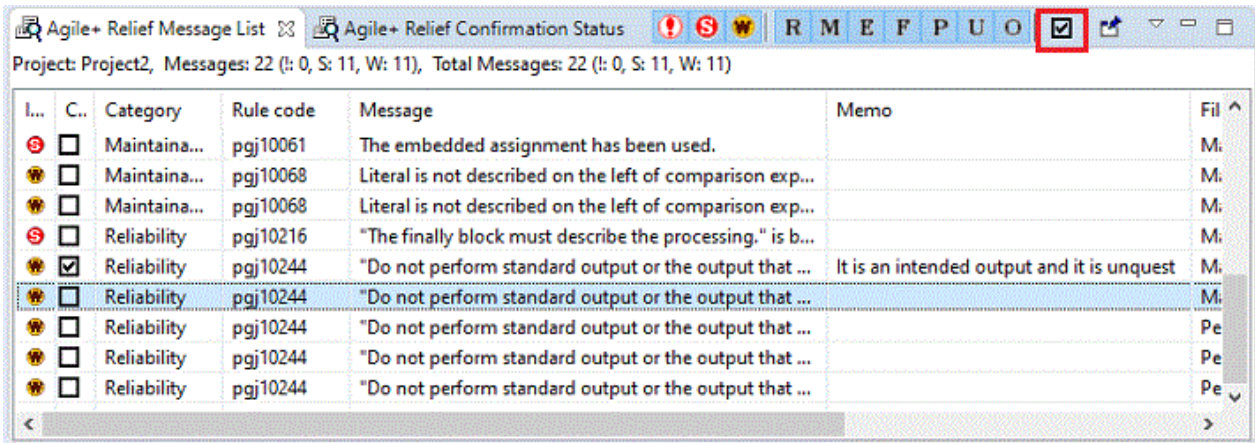 Agile+ Relief Message List Agile+ Relief Confirmation Status ! S W R M E F P U O
Project: Project2, Messages: 22 (!: 0, S: 11, W: 11), Total Messages: 22 (!: 0, S: 11, W: 11)
I... C.. Category Rule code Message Memo Fil
S Maintaina... pgj10061 The embedded assignment has been used. Ma
W Maintaina... pgj10068 Literal is not described on the left of comparison exp... Ma
W Maintaina... pgj10068 Literal is not described on the left of comparison exp... Ma
S Reliability pgj10216 "The finally block must describe the processing." is b... Ma
W Reliability pgj10244 "Do not perform standard output or the output that ... It is an intended output and it is unquest Ma
W Reliability pgj10244 "Do not perform standard output or the output that ... Ma
W Reliability pgj10244 "Do not perform standard output or the output that ... Pe
W Reliability pgj10244 "Do not perform standard output or the output that ... Pe
W Reliability pgj10244 "Do not perform standard output or the output that ... Pe